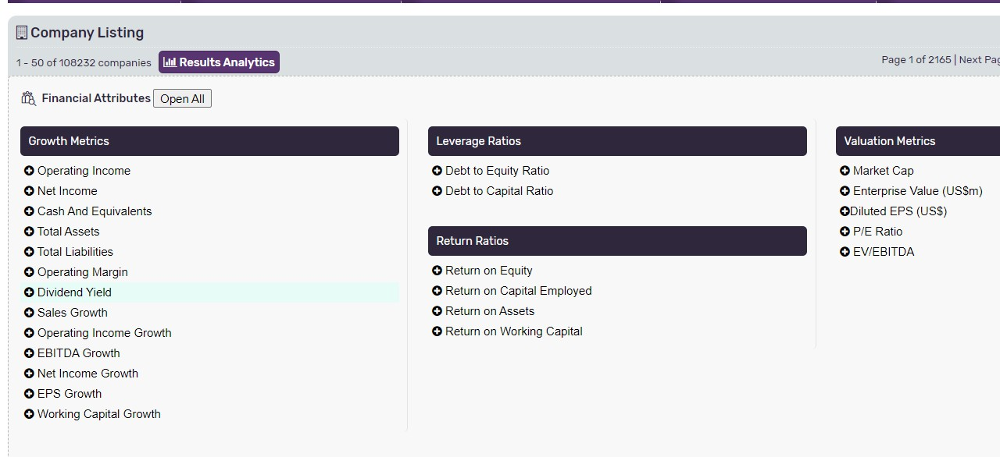 Company Listing
1 - 50 of 108232 companies Results Analytics
Page 1 of 2165 | Next
Financial Attributes Open All
Growth Metrics
Operating Income
Net Income
Cash And Equivalents
Total Assets
Total Liabilities
Operating Margin
Dividend Yield
Sales Growth
Operating Income Growth
EBITDA Growth
Net Income Growth
EPS Growth
Working Capital Growth
Leverage Ratios
Debt to Equity Ratio
Debt to Capital Ratio
Return Ratios
Return on Equity
Return on Capital Employed
Return on Assets
Return on Working Capital
Valuation Metrics
Market Cap
Enterprise Value (US$m)
Diluted EPS (US$)
P/E Ratio
EV/EBITDA